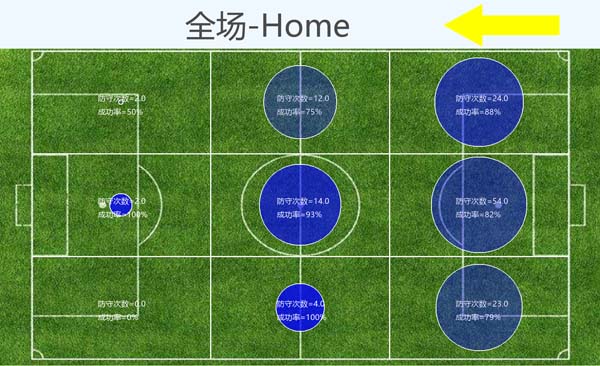 全场-Home
防守次数=2.0
成功率=50%
防守次数=12.0
成功率=75%
防守次数=24.0
成功率=88%
防守次数=2.0
成功率=100%
防守次数=14.0
成功率=93%
防守次数=54.0
成功率=82%
防守次数=0.0
成功率=0%
防守次数=4.0
成功率=100%
防守次数=23.0
成功率=79%